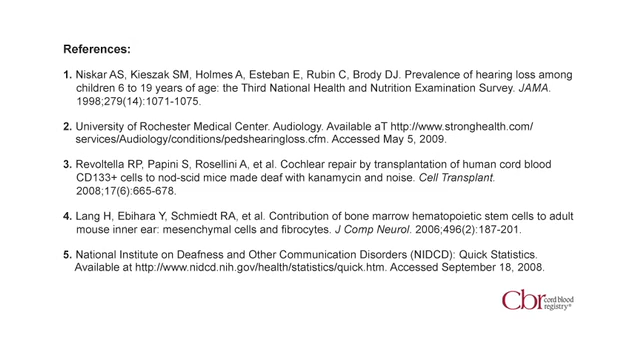 References:
1. Niskar AS, Kieszak SM, Holmes A, Esteban E, Rubin C, Brody DJ. Prevalence of hearing loss among
children 6 to 19 years of age: the Third National Health and Nutrition Examination Survey. JAMA.
1998;279(14):1071-1075.
2. University of Rochester Medical Center. Audiology. Available aT http://www.stronghealth.com/
services/Audiology/conditions/pedshearingloss.cfm. Accessed May 5, 2009.
3. Revoltella RP, Papini S, Rosellini A, et al. Cochlear repair by transplantation of human cord blood
CD133+ cells to nod-scid mice made deaf with kanamycin and noise. Cell Transplant.
2008;17(6):665-678.
4. Lang H, Ebihara Y, Schmiedt RA, et al. Contribution of bone marrow hematopoietic stem cells to adult
mouse inner ear: mesenchymal cells and fibrocytes. J Comp Neurol. 2006;496(2):187-201.
5. National Institute on Deafness and Other Communication Disorders (NIDCD): Quick Statistics.
Available at http://www.nidcd.nih.gov/health/statistics/quick.htm. Accessed September 18, 2008.
Cbr cord blood
registry®